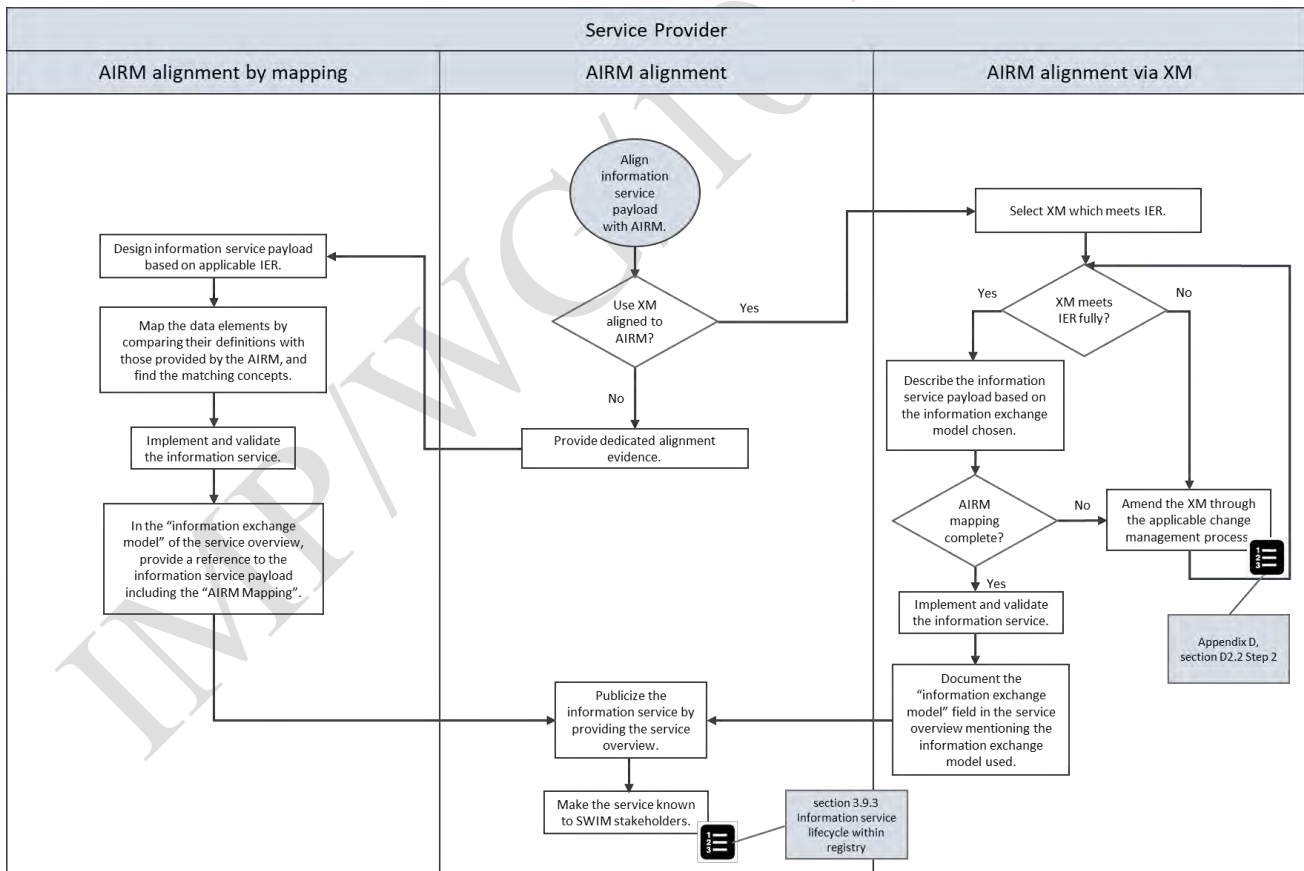 Service Provider
AIRM alignment by mapping
AIRM alignment
AIRM alignment via XM
Align
information
service
payload
with AIRM.
Use XM
aligned to
AIRM?
Yes
No
Provide dedicated alignment
evidence.
Design information service payload
based on applicable IER.
Map the data elements by
comparing their definitions with
those provided by the AIRM, and
find the matching concepts.
Implement and validate
the information service.
In the “information exchange
model” of the service overview,
provide a reference to the
information service payload
including the “AIRM Mapping”.
Select XM which meets IER.
XM meets
IER fully?
Yes
No
Describe the information
service payload based on
the information exchange
model chosen.
AIRM
mapping
complete?
No
Yes
Amend the XM through
the applicable change
management process
1
2
3
Appendix D,
section D2.2 Step 2
Implement and validate
the information service.
Document the
“information exchange
model” field in the service
overview mentioning the
information exchange
model used.
Publicize the
information service by
providing the service
overview.
Make the service known
to SWIM stakeholders.
1
2
3
section 3.9.3
Information service
lifecycle within
registry
IMP/WG/